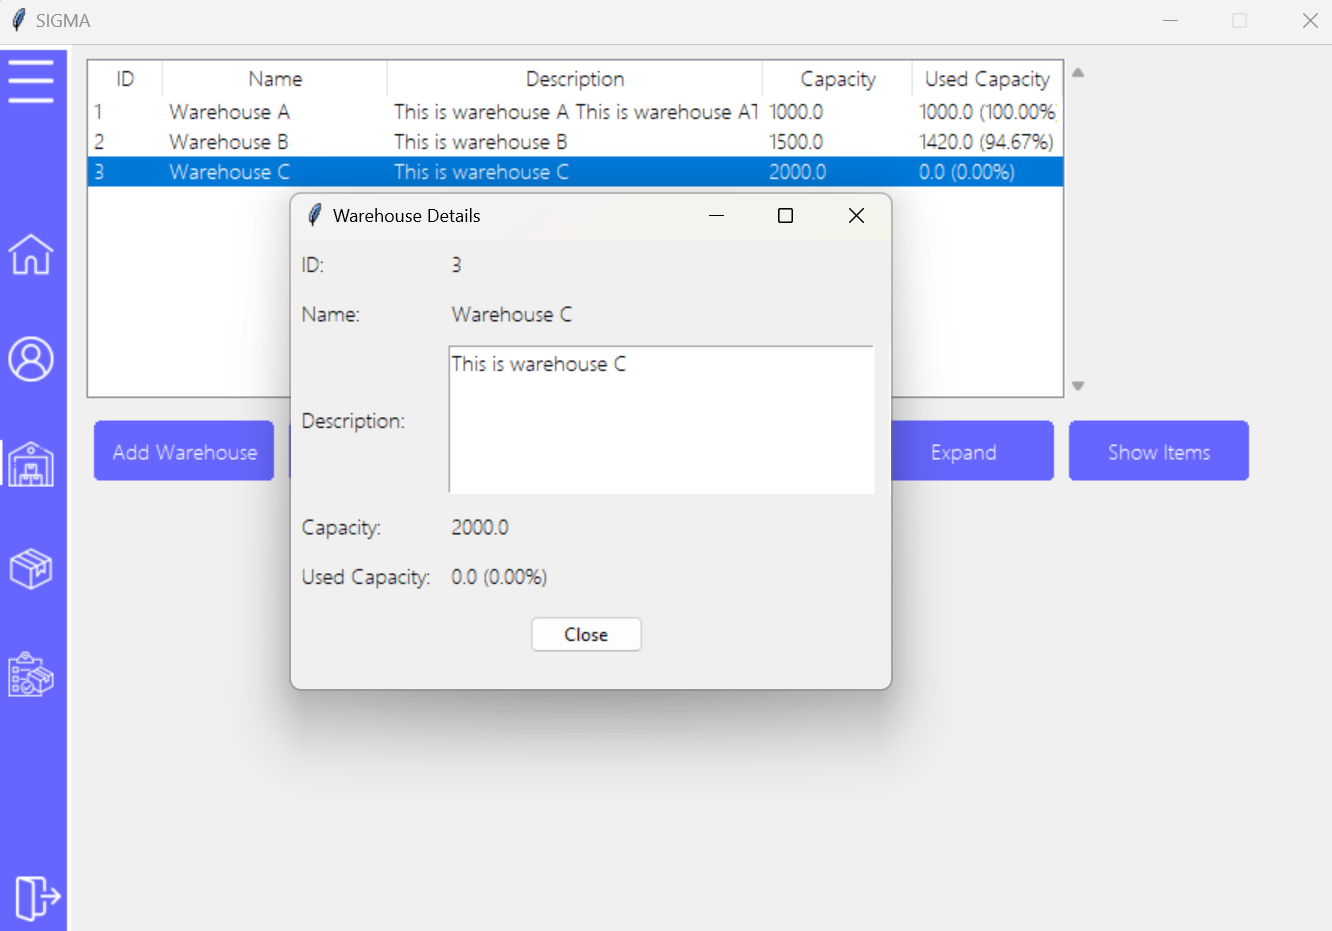 SIGMA
ID Name Description Capacity Used Capacity
1 Warehouse A This is warehouse A This is warehouse A 1000.0 1000.0 (100.00%
2 Warehouse B This is warehouse B 1500.0 1420.0 (94.67%)
3 Warehouse C This is warehouse C 2000.0 0.0 (0.00%)
Warehouse Details
ID: 3
Name: Warehouse C
Description: This is warehouse C
Capacity: 2000.0
Used Capacity: 0.0 (0.00%)
Close
Add Warehouse Expand Show Items